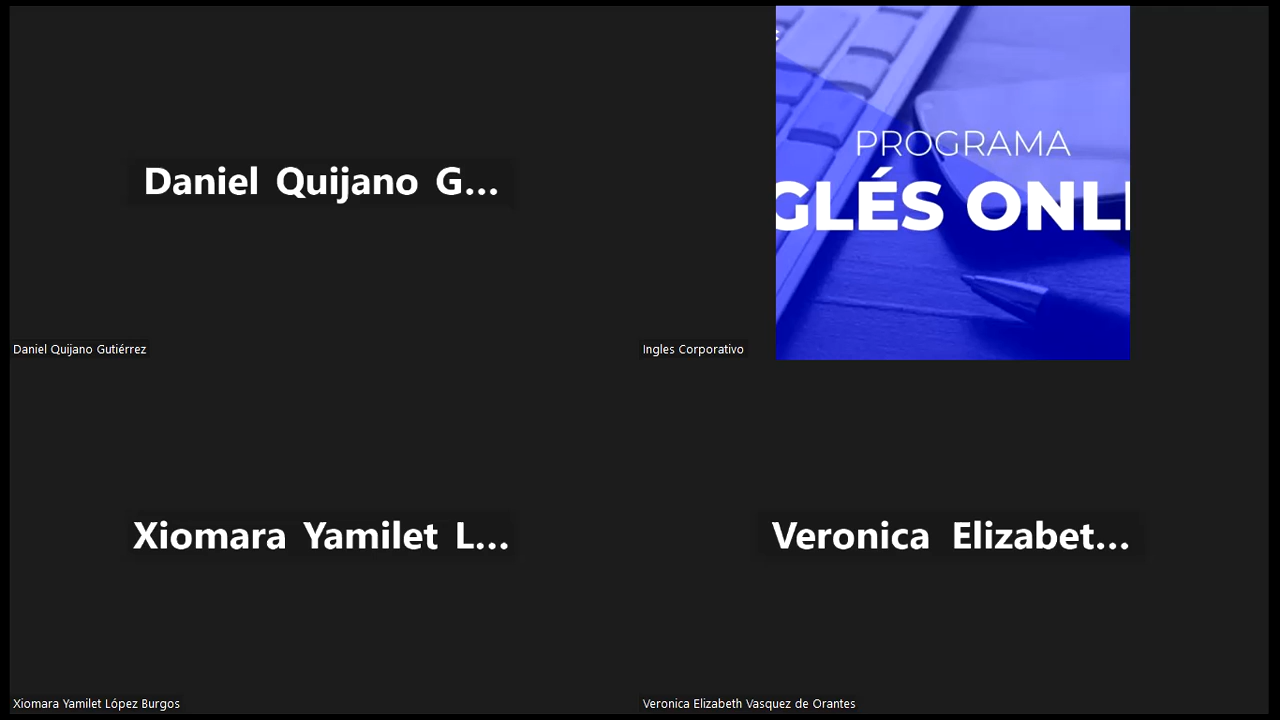 Daniel Quijano G...
Daniel Quijano Gutiérrez
PROGRAMA
GLÉS ONLI
Ingles Corporativo
Xiomara Yamilet L...
Xiomara Yamilet López Burgos
Veronica Elizabet...
Veronica Elizabeth Vasquez de Orantes